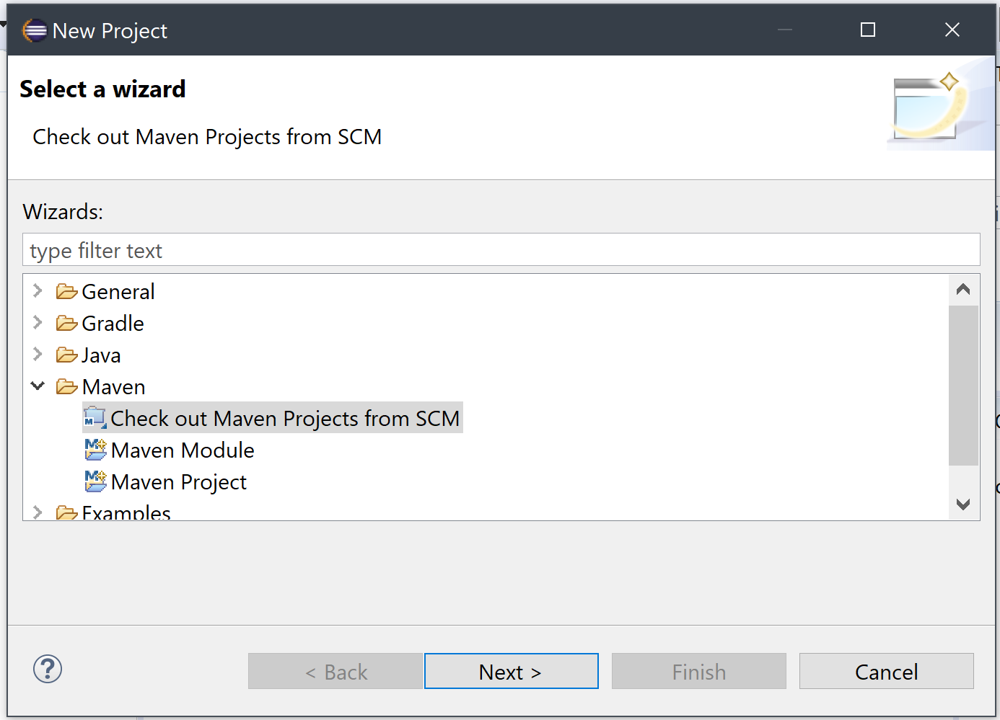 New Project
Select a wizard
Check out Maven Projects from SCM
Wizards:
type filter text
General
Gradle
Java
Maven
Check out Maven Projects from SCM
Maven Module
Maven Project
Examples
?
< Back
Next >
Finish
Cancel